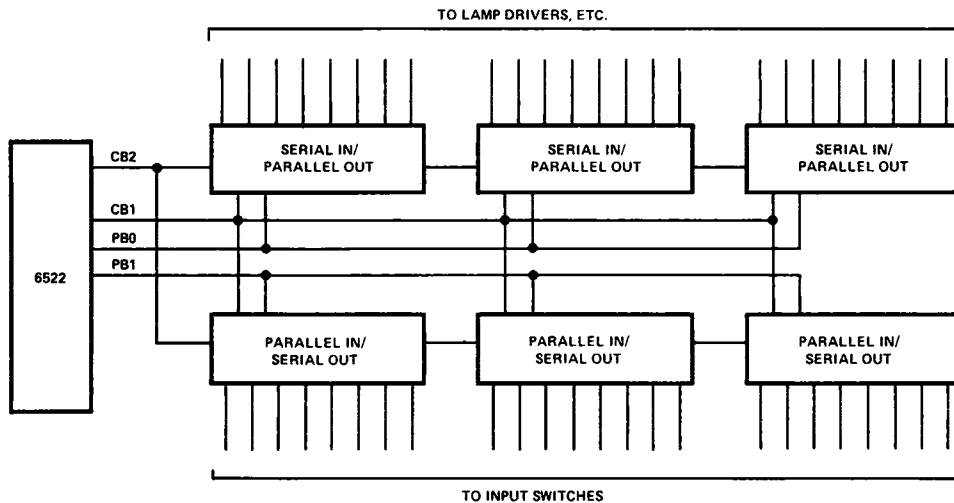 TO LAMP DRIVERS, ETC.
SERIAL IN/
PARALLEL OUT
SERIAL IN/
PARALLEL OUT
SERIAL IN/
PARALLEL OUT
CB2
CB1
PB0
PB1
6522
PARALLEL IN/
SERIAL OUT
PARALLEL IN/
SERIAL OUT
PARALLEL IN/
SERIAL OUT
TO INPUT SWITCHES